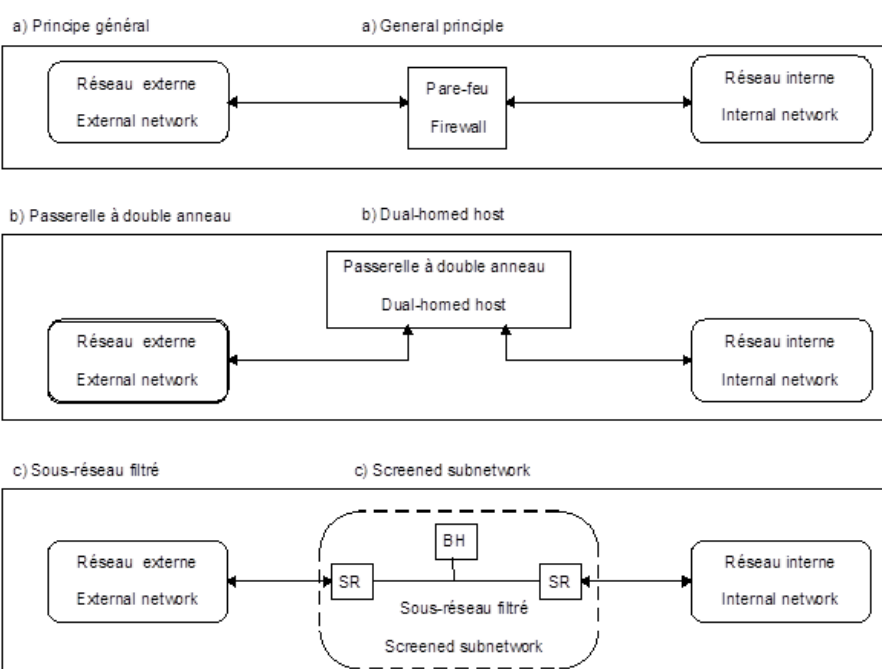 a) Principe général
a) General principle
Réseau externe
External network
Pare-feu
Firewall
Réseau interne
Internal network
b) Passerelle à double anneau
b) Dual-homed host
Passerelle à double anneau
Dual-homed host
Réseau externe
External network
Réseau interne
Internal network
c) Sous-réseau filtré
c) Screened subnetwork
Réseau externe
External network
BH
SR
SR
Sous-réseau filtré
Screened subnetwork
Réseau interne
Internal network